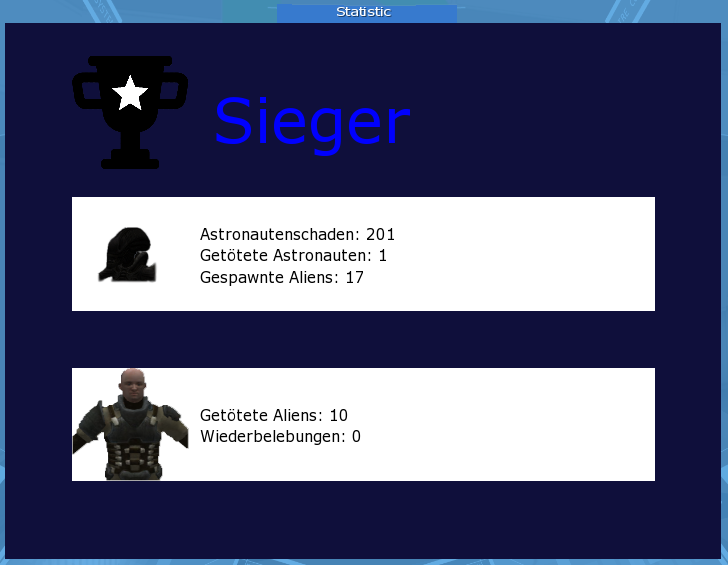 Statistic
Sieger
Astronautenschaden: 201
Getötete Astronauten: 1
Gespawnte Aliens: 17
Getötete Aliens: 10
Wiederbelebungen: 0